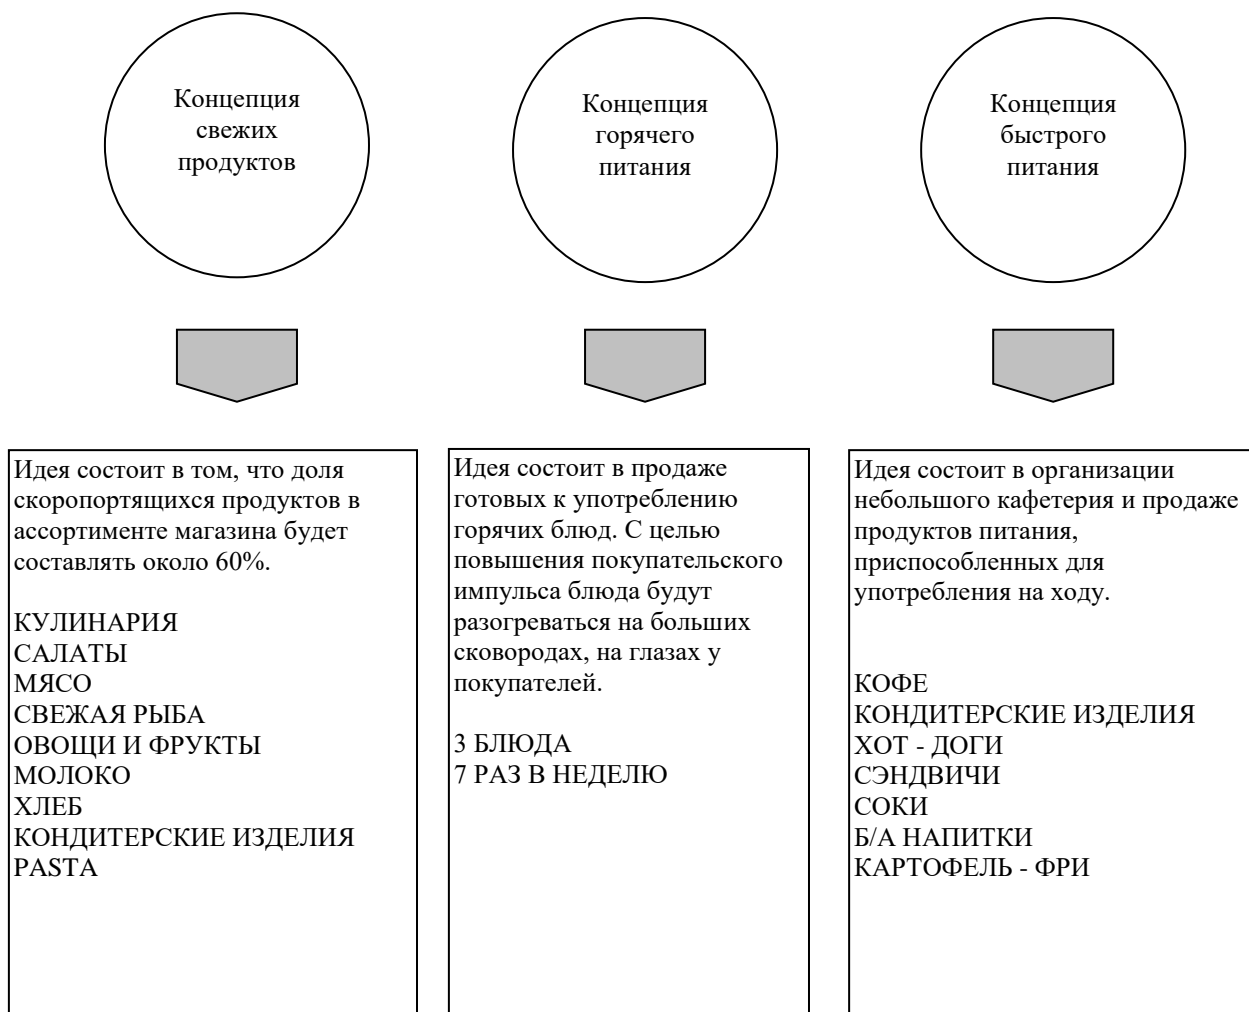 Концепция
свежих
продуктов
Концепция
горячего
питания
Концепция
быстрого
питания
Идея состоит в том, что доля
скоропортящихся продуктов в
ассортименте магазина будет
составлять около 60%.
КУЛИНАРИЯ
САЛАТЫ
МЯСО
СВЕЖАЯ РЫБА
ОВОЩИ И ФРУКТЫ
МОЛОКО
ХЛЕБ
КОНДИТЕРСКИЕ ИЗДЕЛИЯ
PASTA
Идея состоит в продаже
готовых к употреблению
горячих блюд. С целью
повышения покупательского
импульса блюда будут
разогреваться на больших
сковородах, на глазах у
покупателей.
3 БЛЮДА
7 РАЗ В НЕДЕЛЮ
Идея состоит в организации
небольшого кафетерия и продаже
продуктов питания,
приспособленных для
употребления на ходу.
КОФЕ
КОНДИТЕРСКИЕ ИЗДЕЛИЯ
ХОТ - ДОГИ
СЭНДВИЧИ
СОКИ
Б/А НАПИТКИ
КАРТОФЕЛЬ - ФРИ